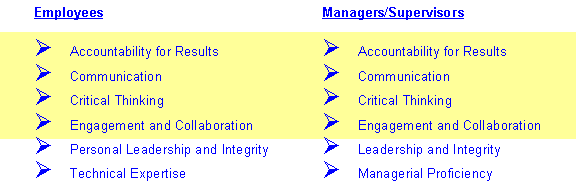 Employees Managers/Supervisors
Accountability for Results Accountability for Results
Communication Communication
Critical Thinking Critical Thinking
Engagement and Collaboration Engagement and Collaboration
Personal Leadership and Integrity Leadership and Integrity
Technical Expertise Managerial Proficiency